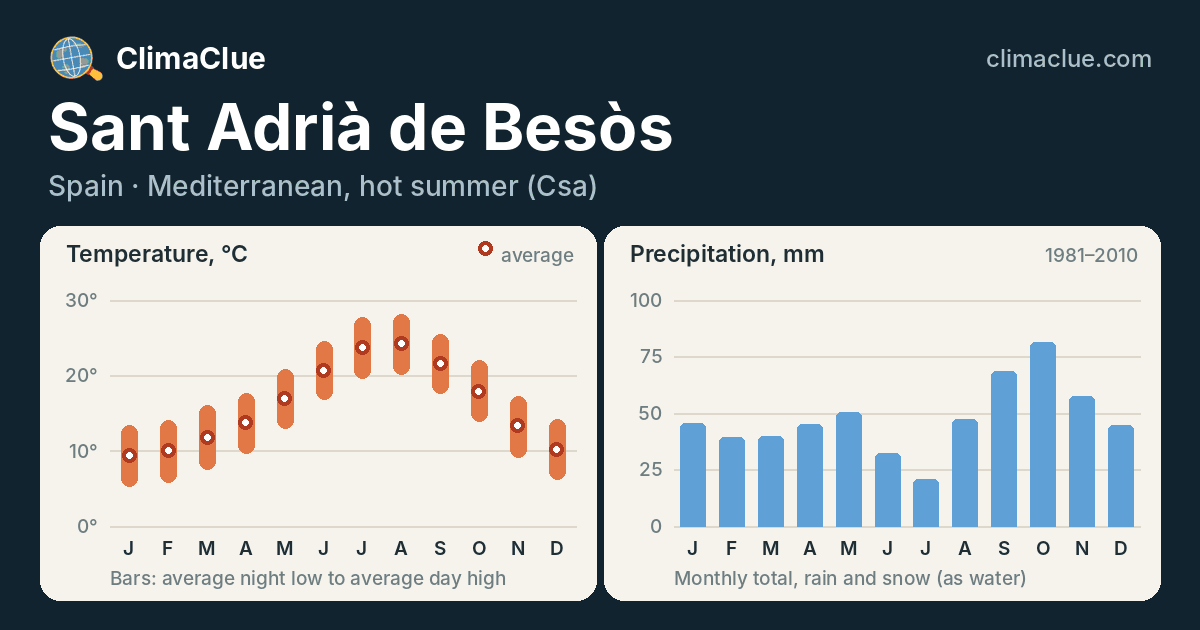 ClimaClue
climaclue.com
Sant Adrià de Besòs
Spain · Mediterranean, hot summer (Csa)
Temperature, °C
average
30°
20°
10°
0°
J F M A M J J A S O N D
Bars: average night low to average day high
Precipitation, mm
1981–2010
100
75
50
25
0
J F M A M J J A S O N D
Monthly total, rain and snow (as water)